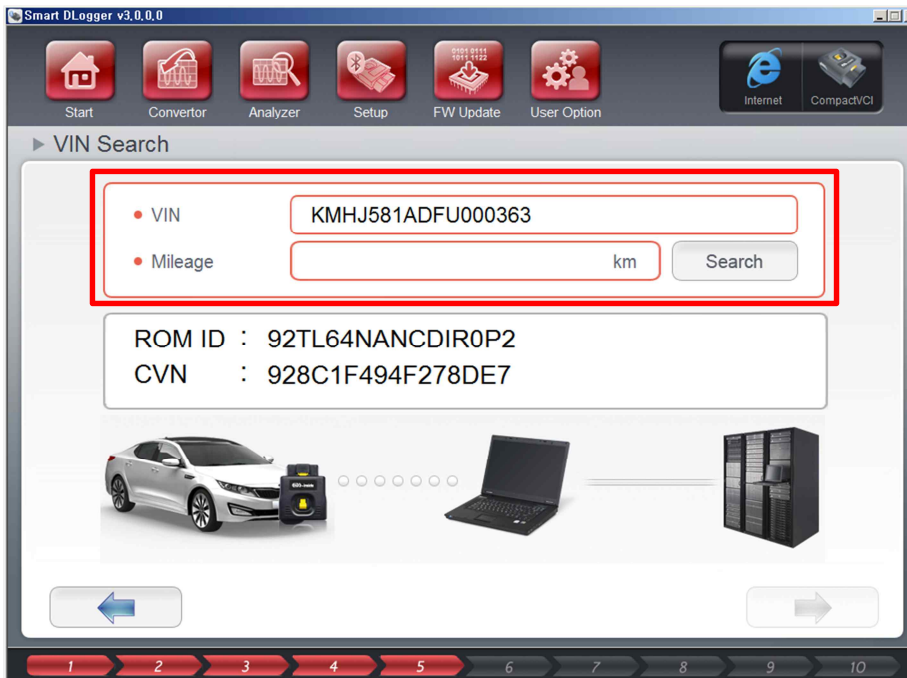 Smart DLogger v3,0,0,0
0101 0111
1011 1122
Start Convertor Analyzer Setup FW Update User Option Internet CompactVCI
VIN Search
VIN KMHJ581ADFU000363
Mileage km Search
ROM ID : 92TL64NANCDIR0P2
CVN : 928C1F494F278DE7
1 2 3 4 5 6 7 8 9 10